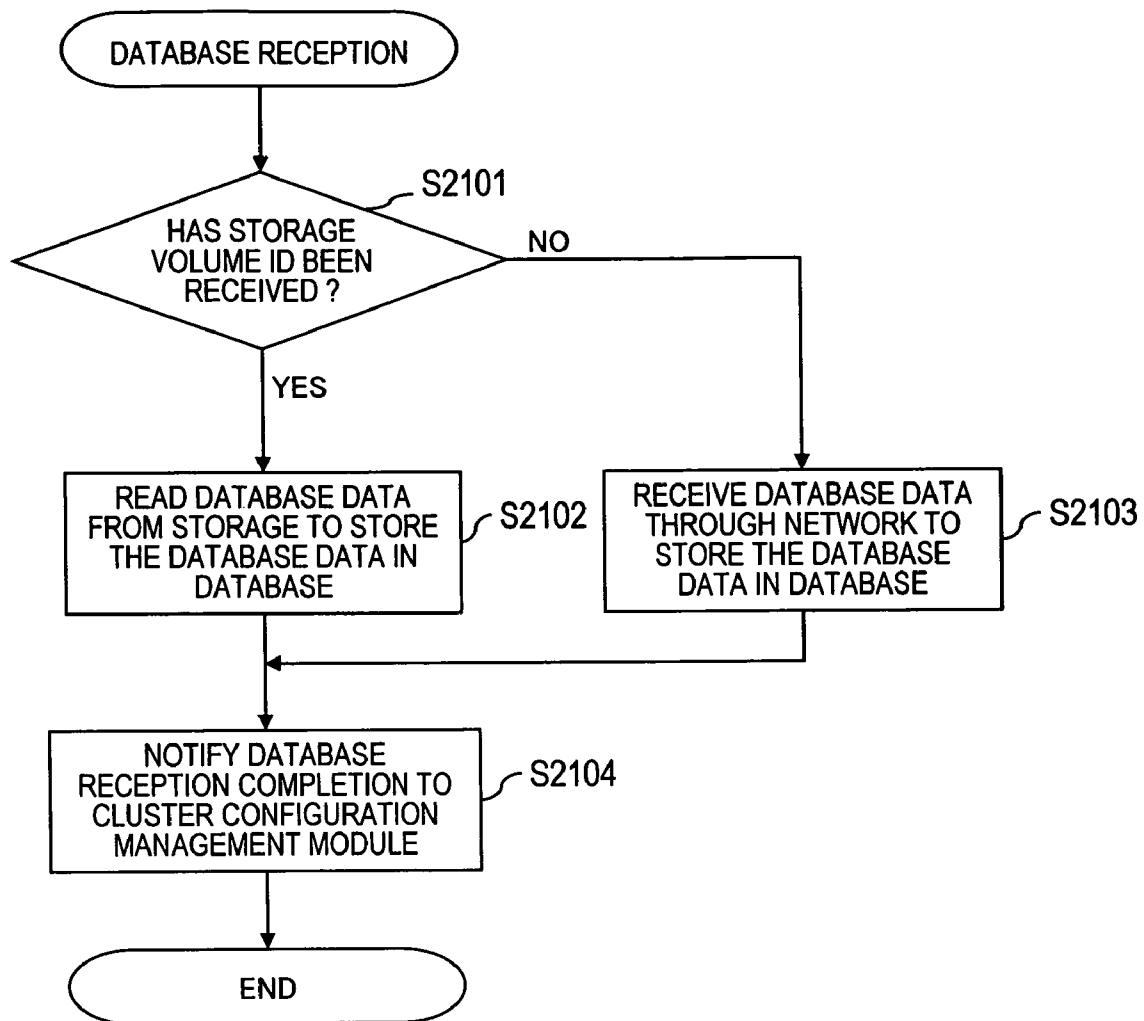 DATABASE RECEPTION
S2101
HAS STORAGE
VOLUME ID BEEN
RECEIVED ?
NO
YES
READ DATABASE DATA
FROM STORAGE TO STORE
THE DATABASE DATA IN
DATABASE
S2102
RECEIVE DATABASE DATA
THROUGH NETWORK TO
STORE THE DATABASE
DATA IN DATABASE
S2103
NOTIFY DATABASE
RECEPTION COMPLETION TO
CLUSTER CONFIGURATION
MANAGEMENT MODULE
S2104
END